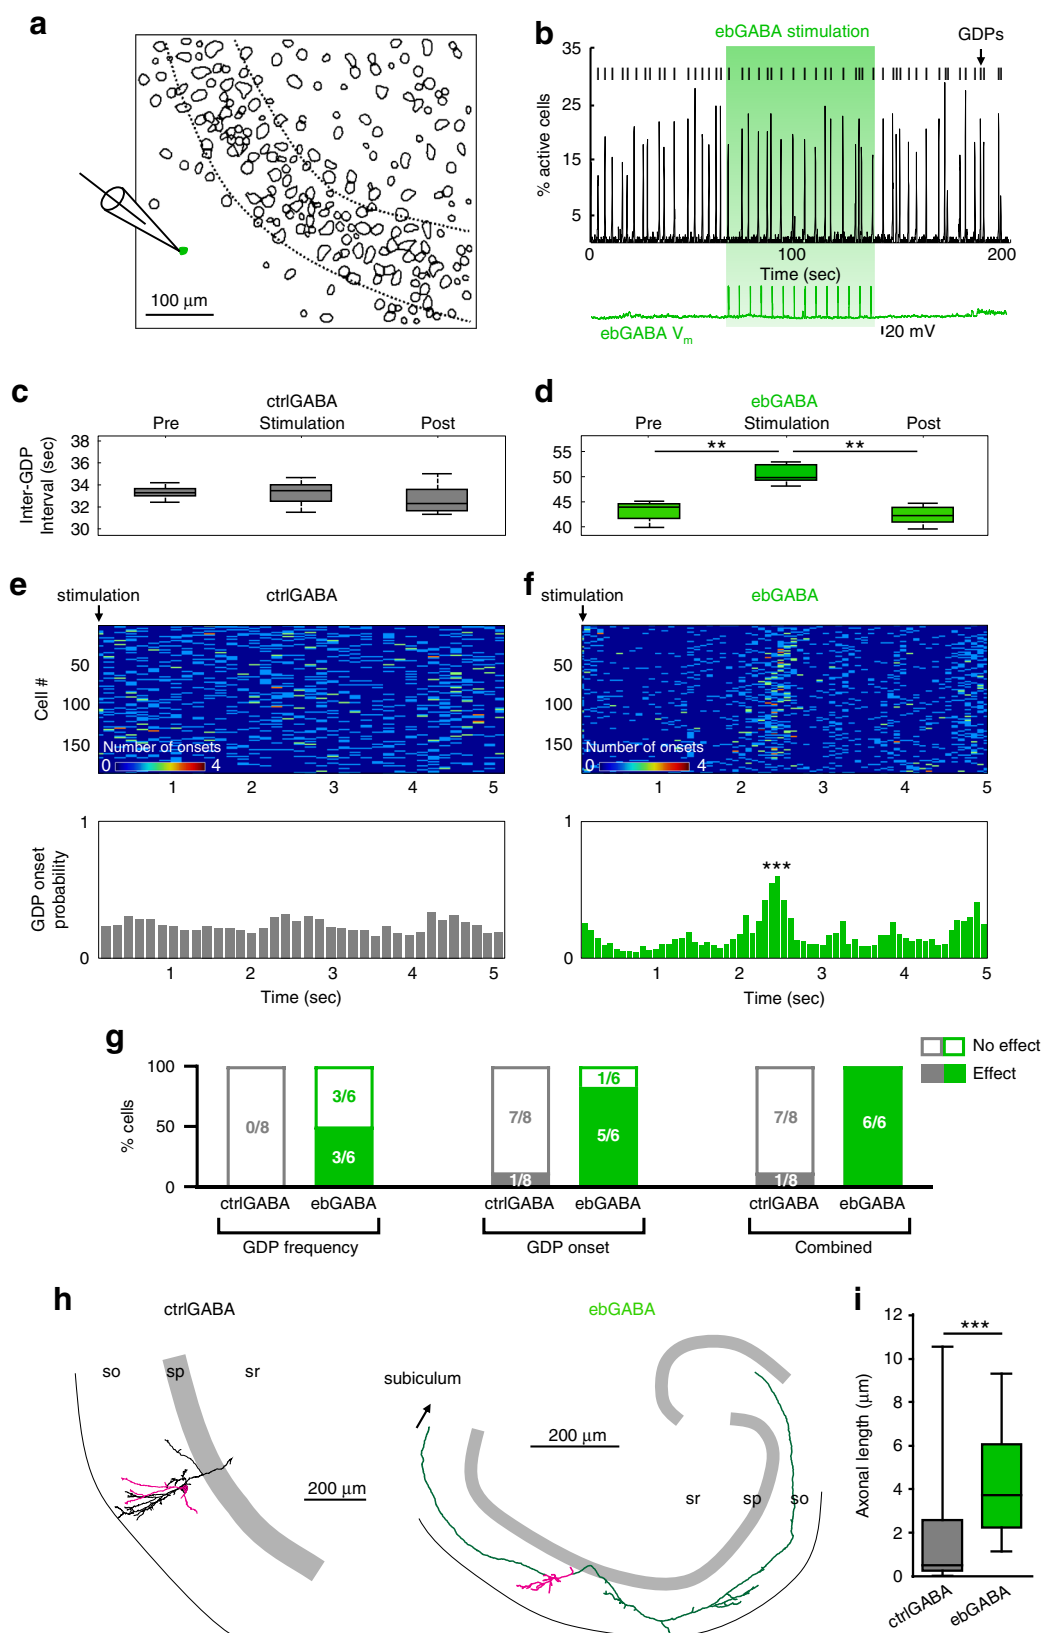 a
100 µm
b
ebGABA stimulation
GDPs
35
25
15
5
% active cells
0
100
200
Time (sec)
ebGABA Vm
20 mV
c
ctrlGABA
Pre
Stimulation
Post
38
36
34
32
30
Inter-GDP
Interval (sec)
d
ebGABA
Pre
Stimulation
Post
**
**
55
50
45
40
e
stimulation
ctrlGABA
Cell #
50
100
150
Number of onsets
0
4
1
2
3
4
5
GDP onset
probability
1
0
1
2
3
4
5
Time (sec)
f
stimulation
ebGABA
50
100
150
Number of onsets
0
4
1
2
3
4
5
1
0
***
1
2
3
4
5
Time (sec)
g
No effect
Effect
% cells
100
50
0
0/8
3/6
3/6
7/8
1/8
1/6
5/6
7/8
1/8
6/6
ctrlGABA
ebGABA
ctrlGABA
ebGABA
ctrlGABA
ebGABA
GDP frequency
GDP onset
Combined
h
ctrlGABA
so
sp
sr
200 µm
ebGABA
subiculum
200 µm
sr
sp
so
i
12
10
8
6
4
2
0
Axonal length (µm)
***
ctrlGABA
ebGABA